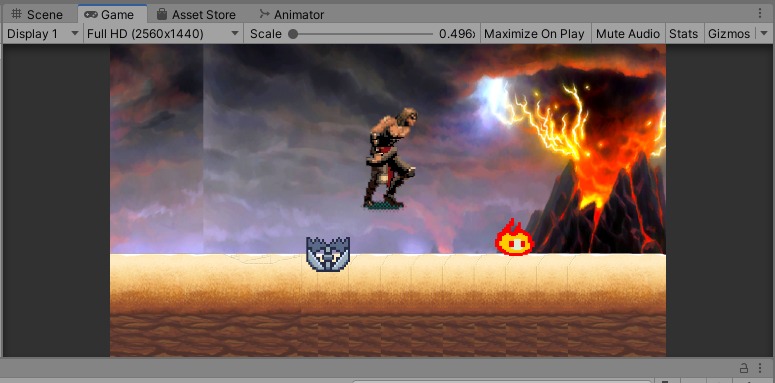 Scene Game Asset Store Animator
Display 1 Full HD (2560x1440) Scale 0.496x Maximize On Play Mute Audio Stats Gizmos